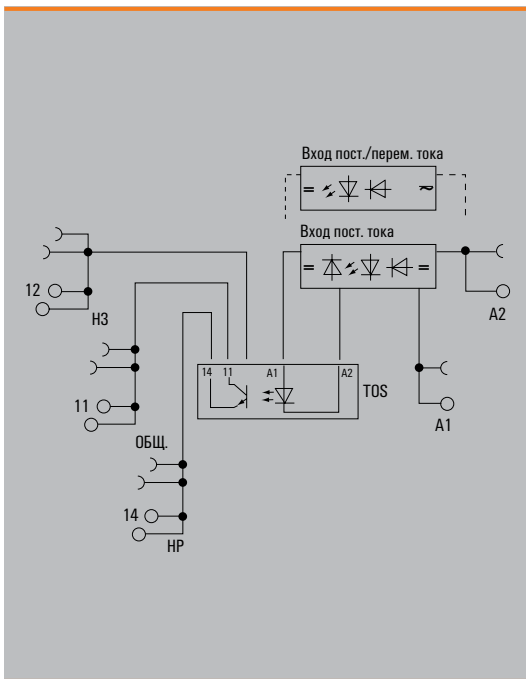 Вход пост./перем. тока
Вход пост. тока
12
НЗ
A2
14 11 A1 A2
TOS
11
A1
ОБЩ.
14
НР